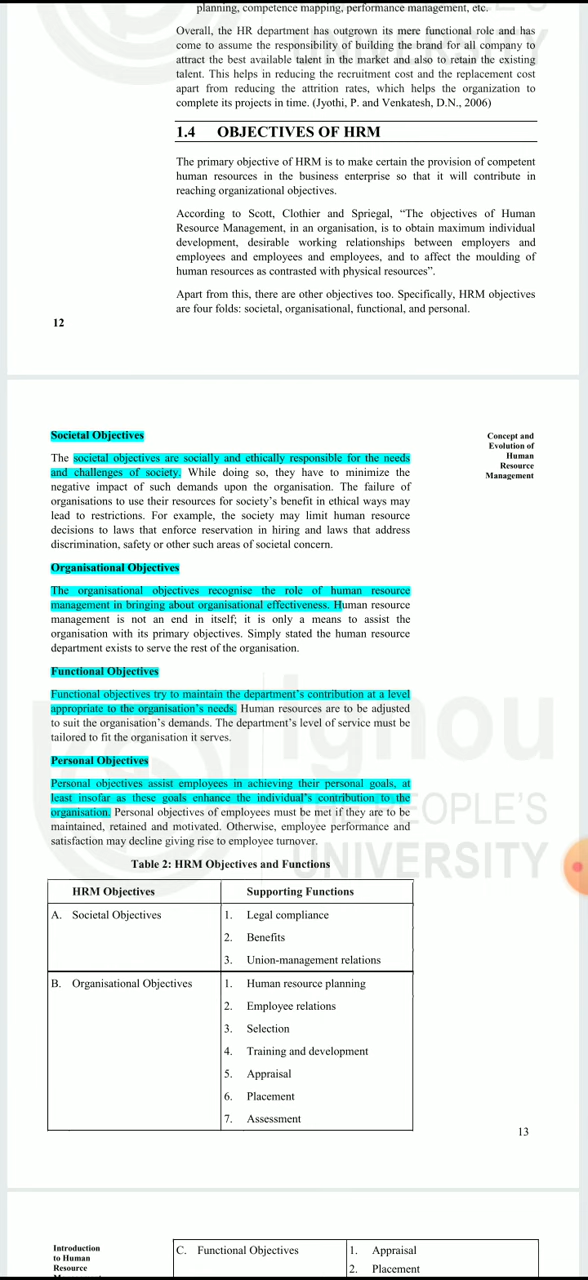 planning, competence mapping, performance management, etc.
Overall, the HR department has outgrown its mere functional role and has
come to assume the responsibility of building the brand for all company to
attract the best available talent in the market and also to retain the existing
talent. This helps in reducing the recruitment cost and the replacement cost
apart from reducing the attrition rates, which helps the organization to
complete its projects in time. (Jyothi, P. and Venkatesh, D.N., 2006)
1.4 OBJECTIVES OF HRM
The primary objective of HRM is to make certain the provision of competent
human resources in the business enterprise so that it will contribute in
reaching organizational objectives.
According to Scott, Clothier and Spriegal, “The objectives of Human
Resource Management, in an organisation, is to obtain maximum individual
development, desirable working relationships between employers and
employees and employees and employees, and to affect the moulding of
human resources as contrasted with physical resources”.
Apart from this, there are other objectives too. Specifically, HRM objectives
are four folds: societal, organisational, functional, and personal.
12
Concept and
Evolution of
Human
Resource
Management
Societal Objectives
The societal objectives are socially and ethically responsible for the needs
and challenges of society. While doing so, they have to minimize the
negative impact of such demands upon the organisation. The failure of
organisations to use their resources for society’s benefit in ethical ways may
lead to restrictions. For example, the society may limit human resource
decisions to laws that enforce reservation in hiring and laws that address
discrimination, safety or other such areas of societal concern.
Organisational Objectives
The organisational objectives recognise the role of human resource
management in bringing about organisational effectiveness. Human resource
management is not an end in itself; it is only a means to assist the
organisation with its primary objectives. Simply stated the human resource
department exists to serve the rest of the organisation.
Functional Objectives
Functional objectives try to maintain the department’s contribution at a level
appropriate to the organisation’s needs. Human resources are to be adjusted
to suit the organisation’s demands. The department’s level of service must be
tailored to fit the organisation it serves.
Personal Objectives
Personal objectives assist employees in achieving their personal goals, at
least insofar as these goals enhance the individual’s contribution to the
organisation. Personal objectives of employees must be met if they are to be
maintained, retained and motivated. Otherwise, employee performance and
satisfaction may decline giving rise to employee turnover.
ignou
PEOPLE’S
UNIVERSITY
Table 2: HRM Objectives and Functions
HRM Objectives Supporting Functions
A. Societal Objectives 1. Legal compliance
2. Benefits
3. Union-management relations
B. Organisational Objectives 1. Human resource planning
2. Employee relations
3. Selection
4. Training and development
5. Appraisal
6. Placement
7. Assessment
13
Introduction
to Human
Resource
C. Functional Objectives 1. Appraisal
2. Placement